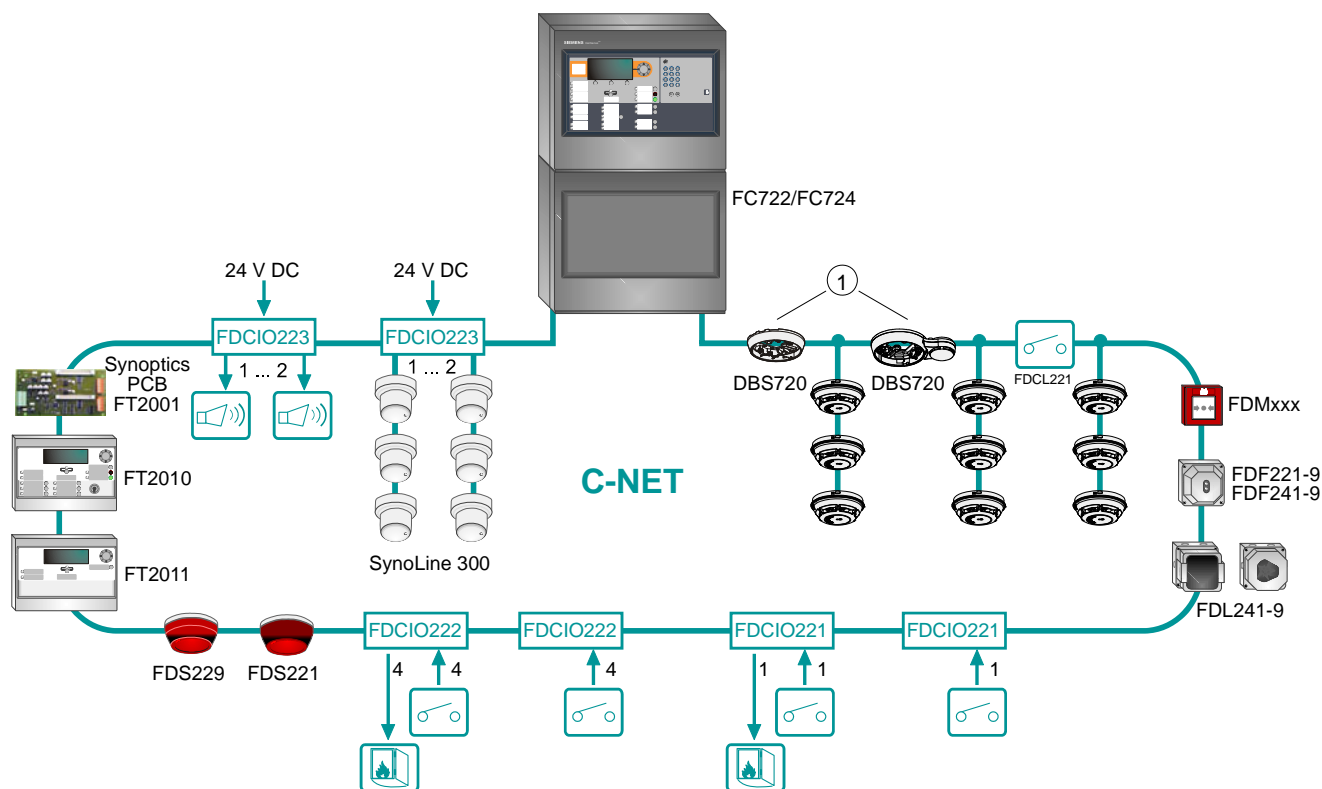 SIEMENS
FC722/FC724
24 V DC
24 V DC
1
FDCIO223
FDCIO223
1 ... 2
1 ... 2
DBS720
DBS720
FDCL221
Synoptics
PCB
FT2001
FDMxxx
FT2010
C-NET
FDF221-9
FDF241-9
SynoLine 300
FT2011
FDL241-9
FDS229
FDS221
FDCIO222
FDCIO222
FDCIO221
FDCIO221
4
4
4
1
1
1